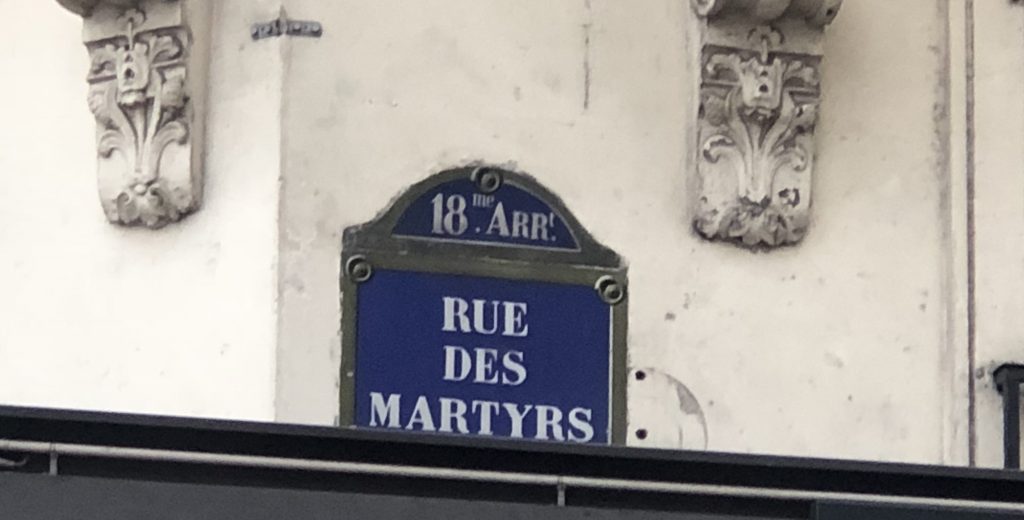 18me. ARRt.
RUE
DES
MARTYRS